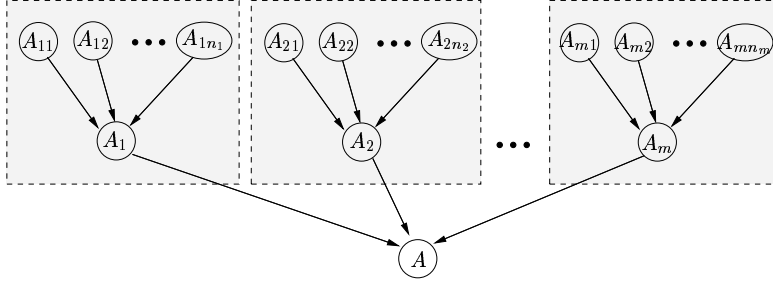 A₁₁ A₁₂ ••• A₁ₙ₁ A₂₁ A₂₂ ••• A₂ₙ₂ Aₘ₁ Aₘ₂ ••• Aₘₙₘ
A₁ A₂ ••• Aₘ
A